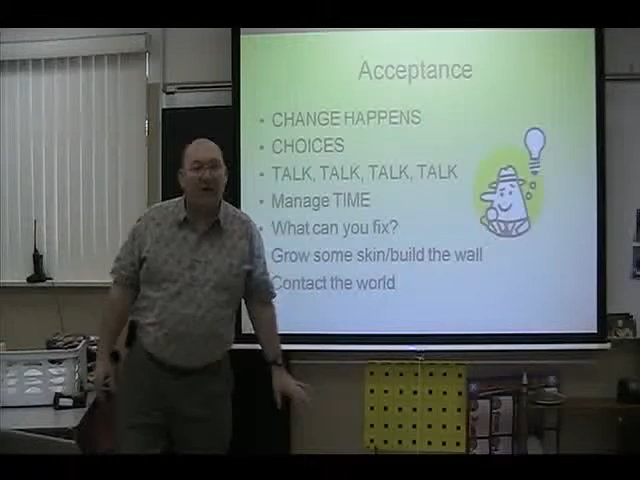 Acceptance
CHANGE HAPPENS
CHOICES
TALK, TALK, TALK, TALK
Manage TIME
What can you fix?
Grow some skin/build the wall
Contact the world